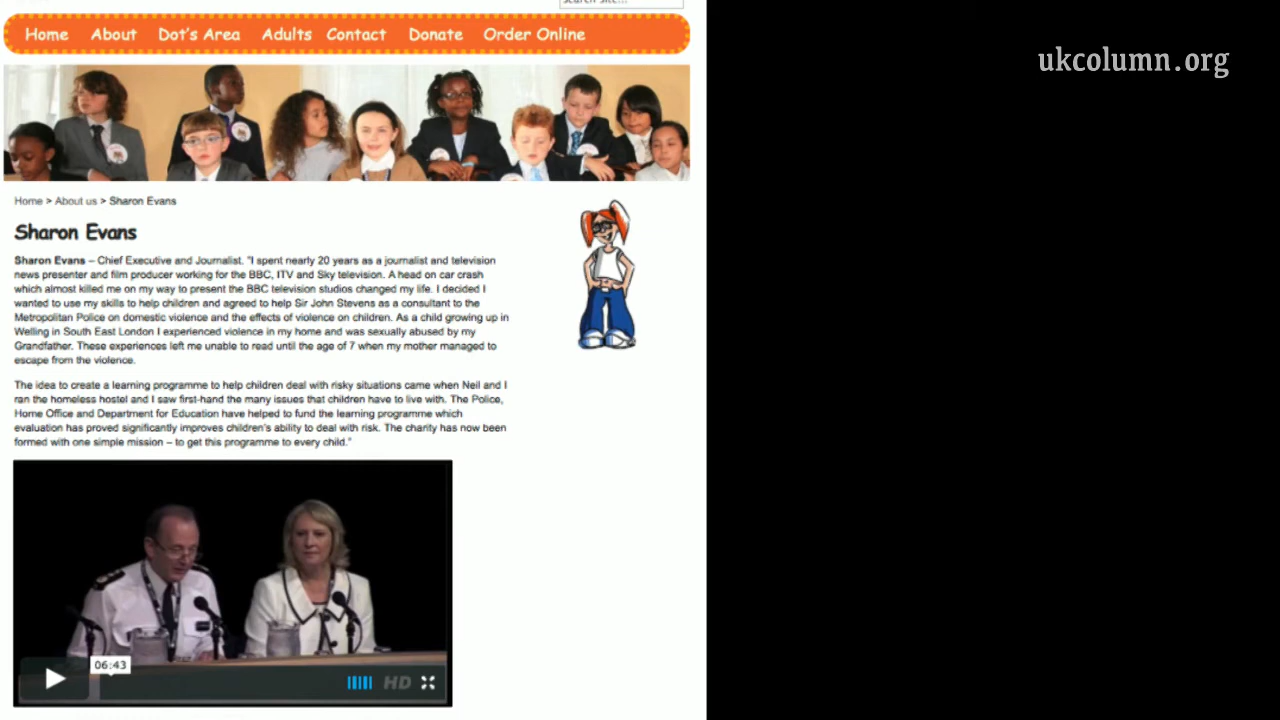 ukcolumn.org
Home About Dot's Area Adults Contact Donate Order Online
Home > About us > Sharon Evans
Sharon Evans
Sharon Evans – Chief Executive and Journalist. "I spent nearly 20 years as a journalist and television
news presenter and film producer working for the BBC, ITV and Sky television. A head on car crash
which almost killed me on my way to present the BBC television studios changed my life. I decided I
wanted to use my skills to help children and agreed to help Sir John Stevens as a consultant to the
Metropolitan Police on domestic violence and the effects of violence on children. As a child growing up in
Welling in South East London I experienced violence in my home and was sexually abused by my
Grandfather. These experiences left me unable to read until the age of 7 when my mother managed to
escape from the violence.
The idea to create a learning programme to help children deal with risky situations came when Neil and I
ran the homeless hostel and I saw first-hand the many issues that children have to live with. The Police,
Home Office and Department for Education have helped to fund the learning programme which
evaluation has proved significantly improves children's ability to deal with risk. The charity has now been
formed with one simple mission – to get this programme to every child."
06:43
HD